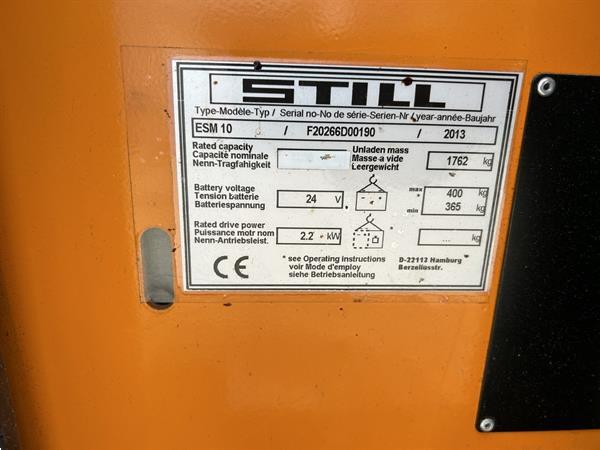 STILL
Type-Modèle-Typ / Serial no-No de série-Serien-Nr / year-année-Baujahr
ESM 10 / F20266D00190 / 2013
Rated capacity
Capacité nominale
Nenn-Tragfähigkeit
Unladen mass
Masse a vide
Leergewicht
1762 kg
Battery voltage
Tension batterie
Batteriespannung
24 V
max
*
min
400 kg
365 kg
Rated drive power
Puissance motr nom
Nenn-Antriebsleist.
2.2 kW
... kg
CE
* see Operating instructions
voir Mode d'employ
siehe Betriebsanleitung
D-22113 Hamburg
Berzeliusstr.